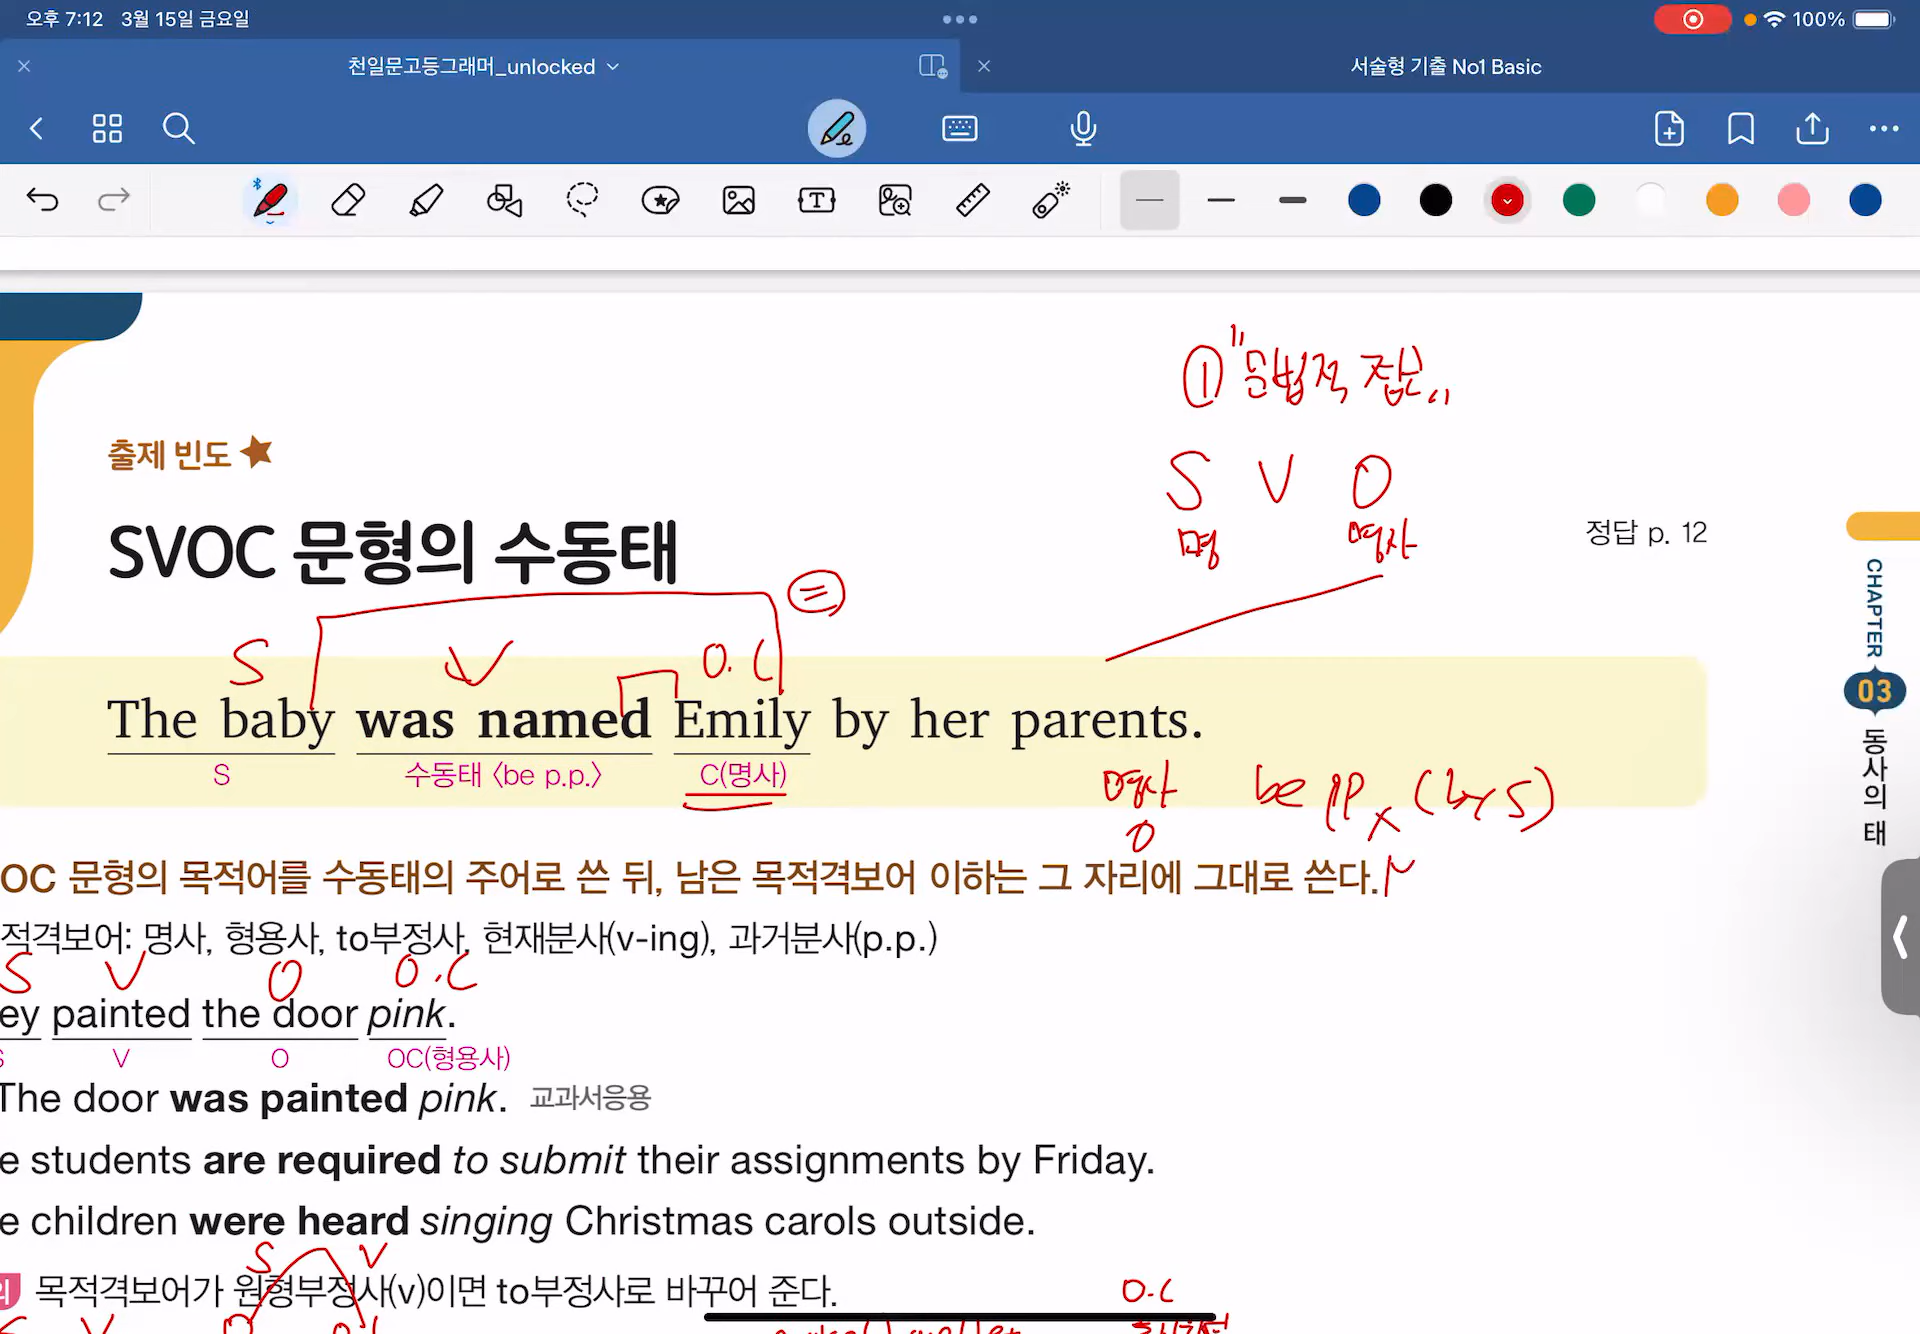 오후 7:12 3월 15일 금요일
100%
천일문고등그래머_unlocked
서술형 기출 No1 Basic
① "문법적 접근"
출제 빈도
S V O
명 명사
정답 p. 12
SVOC 문형의 수동태
=
S V O.C
The baby was named Emily by her parents.
S 수동태 〈be p.p.〉 C(명사)
명사 be pp x (by S)
O
OC 문형의 목적어를 수동태의 주어로 쓴 뒤, 남은 목적격보어 이하는 그 자리에 그대로 쓴다.
적격보어: 명사, 형용사, to부정사, 현재분사(v-ing), 과거분사(p.p.)
S V O O.C
ey painted the door pink.
S V O OC(형용사)
The door was painted pink. 교과서응용
e students are required to submit their assignments by Friday.
e children were heard singing Christmas carols outside.
S V
의 목적격보어가 원형부정사(v)이면 to부정사로 바꾸어 준다.
O.C
CHAPTER
03
동사의 태